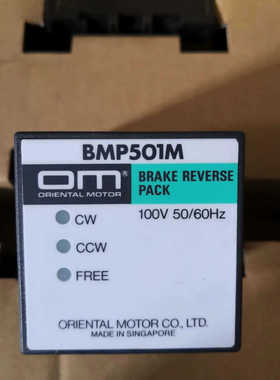 BMP501M
OM
ORIENTAL MOTOR
BRAKE REVERSE
PACK
CW
100V 50/60Hz
CCW
FREE
ORIENTAL MOTOR CO., LTD.
MADE IN SINGAPORE